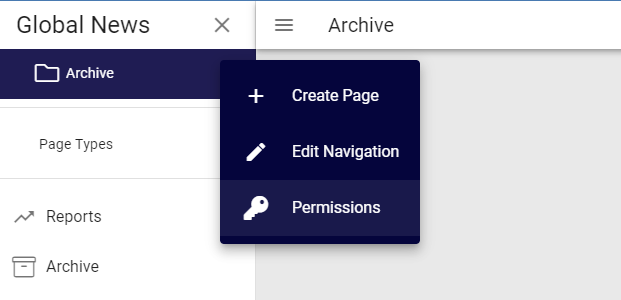 Global News
Archive
Archive
Create Page
Edit Navigation
Permissions
Page Types
Reports
Archive